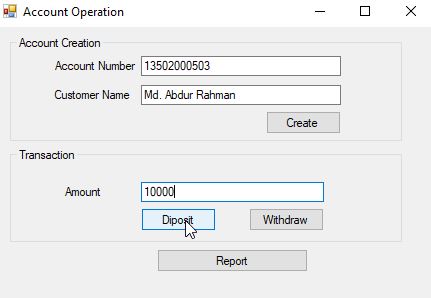 Account Operation
Account Creation
Account Number 13502000503
Customer Name Md. Abdur Rahman
Create
Transaction
Amount 10000
Diposit Withdraw
Report